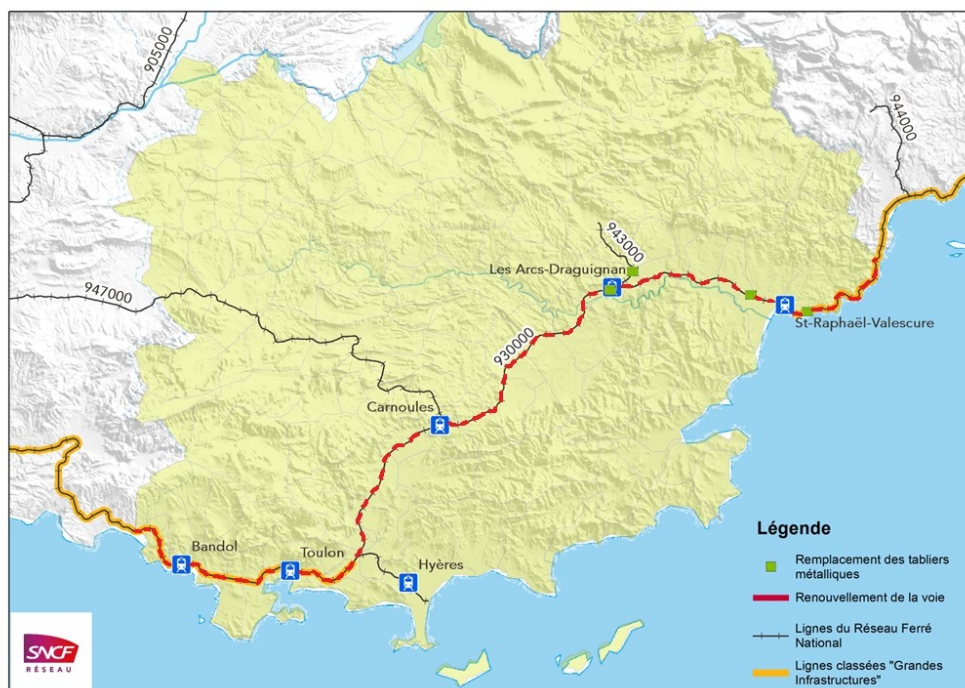 905000
944000
943000
Les Arcs-Draguignan
947000
St-Raphaël-Valescure
930000
Carnoules
Légende
Bandol
Toulon
Hyères
Remplacement des tabliers
métalliques
Renouvellement de la voie
Lignes du Réseau Ferré
National
Lignes classées "Grandes
Infrastructures"
SNCF
RÉSEAU